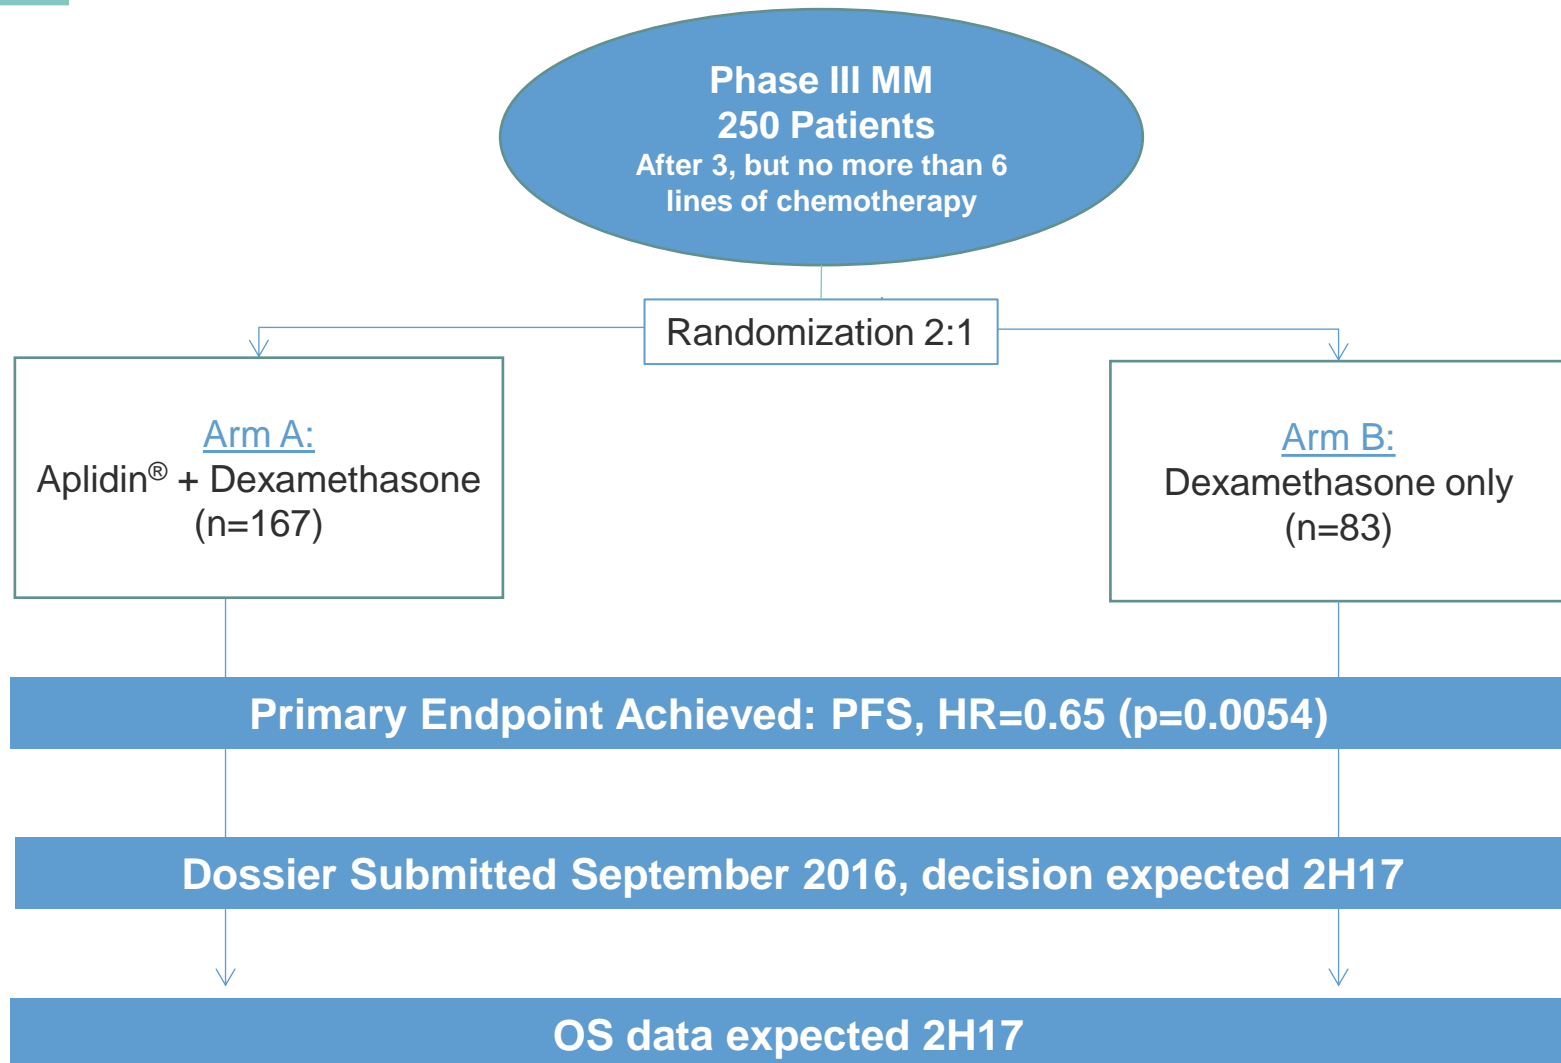 Phase III MM
250 Patients
After 3, but no more than 6
lines of chemotherapy
Randomization 2:1
Arm A:
Aplidin® + Dexamethasone
(n=167)
Arm B:
Dexamethasone only
(n=83)
Primary Endpoint Achieved: PFS, HR=0.65 (p=0.0054)
Dossier Submitted September 2016, decision expected 2H17
OS data expected 2H17